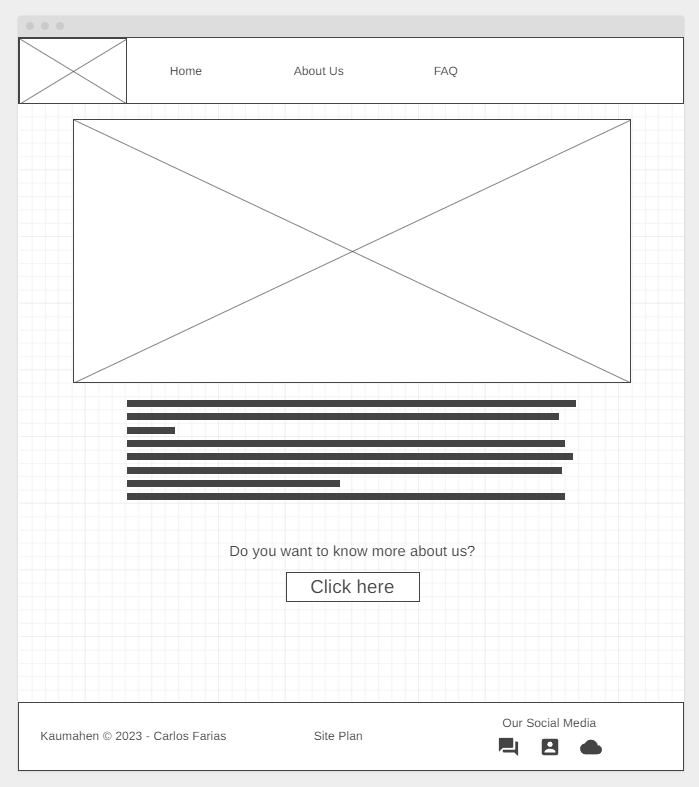 Home About Us FAQ
Do you want to know more about us?
Click here
Our Social Media
Kaumahen © 2023 - Carlos Farias Site Plan